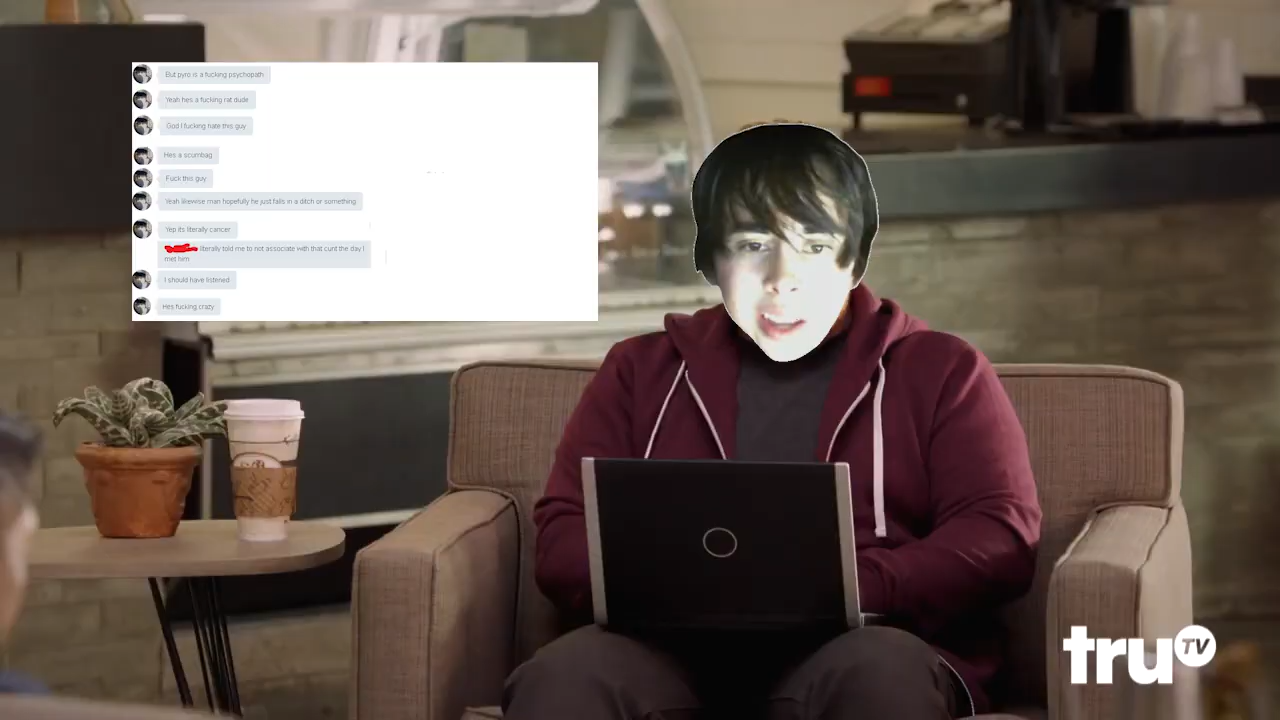 But pyro is a fucking psychopath
Yeah hes a fucking rat dude
God I fucking hate this guy
Hes a scumbag
Fuck this guy
Yeah likewise man hopefully he just falls in a ditch or something
Yep its literally cancer
literally told me to not associate with that cunt the day I
met him
I should have listened
Hes fucking crazy
truTV